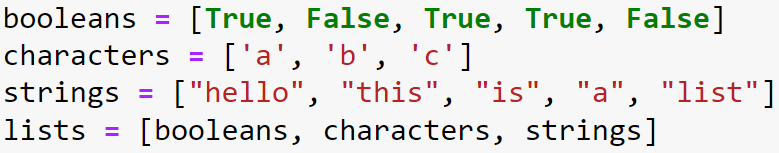 booleans = [True, False, True, True, False]
characters = ['a', 'b', 'c']
strings = ["hello", "this", "is", "a", "list"]
lists = [booleans, characters, strings]